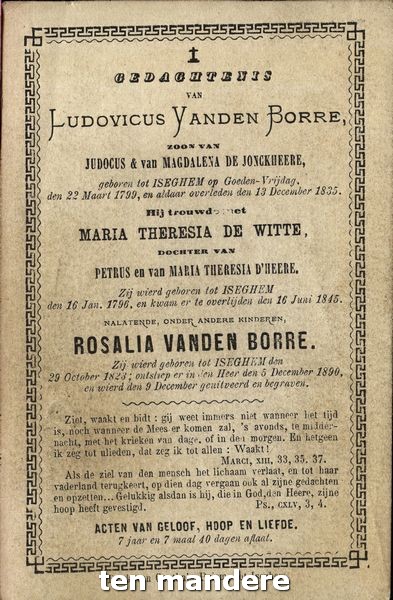 GEDACHTENIS
VAN
LUDOVICUS VANDEN BORRE,
ZOON VAN
JUDOCUS & van MAGDALENA DE JONCKHEERE,
geboren tot ISEGHEM op Goeden-Vrijdag,
den 22 Maart 1799, en aldaar overleden den 13 December 1835.
Hij trouwd met
MARIA THERESIA DE WITTE,
DOCHTER VAN
PETRUS en van MARIA THERESIA D'HEERE.
Zij wierd geboren tot ISEGHEM
den 16 Jan. 1796, en kwam er te overlijden den 16 Juni 1845.
NALATENDE, ONDER ANDERE KINDEREN,
ROSALIA VANDEN BORRE.
Zij wierd geboren tot ISEGHEM den
29 October 1823; ontsliep er in den Heer den 5 December 1890,
en wierd den 9 December geuitveerd en begraven.
Ziet, waakt en bidt: gij weet immers niet wanneer het tijd
is, noch wanneer de Mees er komen zal, 's avonds, te midder-
nacht, met het krieken van dage, of in den morgen. En hetgeen
ik zeg tot ulieden, dat zeg ik tot allen: Waakt!
MARCI, XIII, 33, 35. 37.
Als de ziel van den mensch het lichaam verlaat, en tot haar
vaderland terugkeert, op dien dag vergaan ook al zijne gedachten
en opzetten... Gelukkig alsdan is hij, die in God, den Heere, zijne
hoop heeft gevestigd. Ps., CXLV, 3, 4.
ACTEN VAN GELOOF, HOOP EN LIEFDE.
7 jaar en 7 maal 40 dagen aflaat.
ten mandere